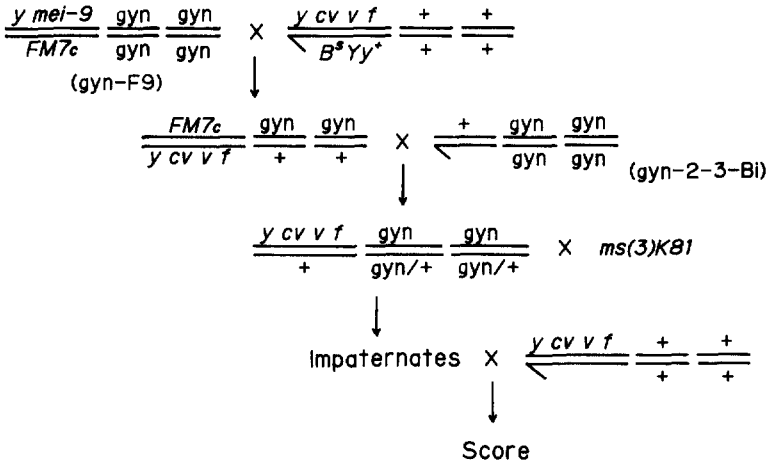 y mei-9 gyn gyn X y cv v f + +
FM7c gyn gyn BˢYy⁺ + +
(gyn-F9)
FM7c gyn gyn X + gyn gyn
y cv v f + + gyn gyn
(gyn-2-3-Bi)
y cv v f gyn gyn X ms(3)K81
+ gyn/+ gyn/+
Impaternates X y cv v f + +
+ +
Score